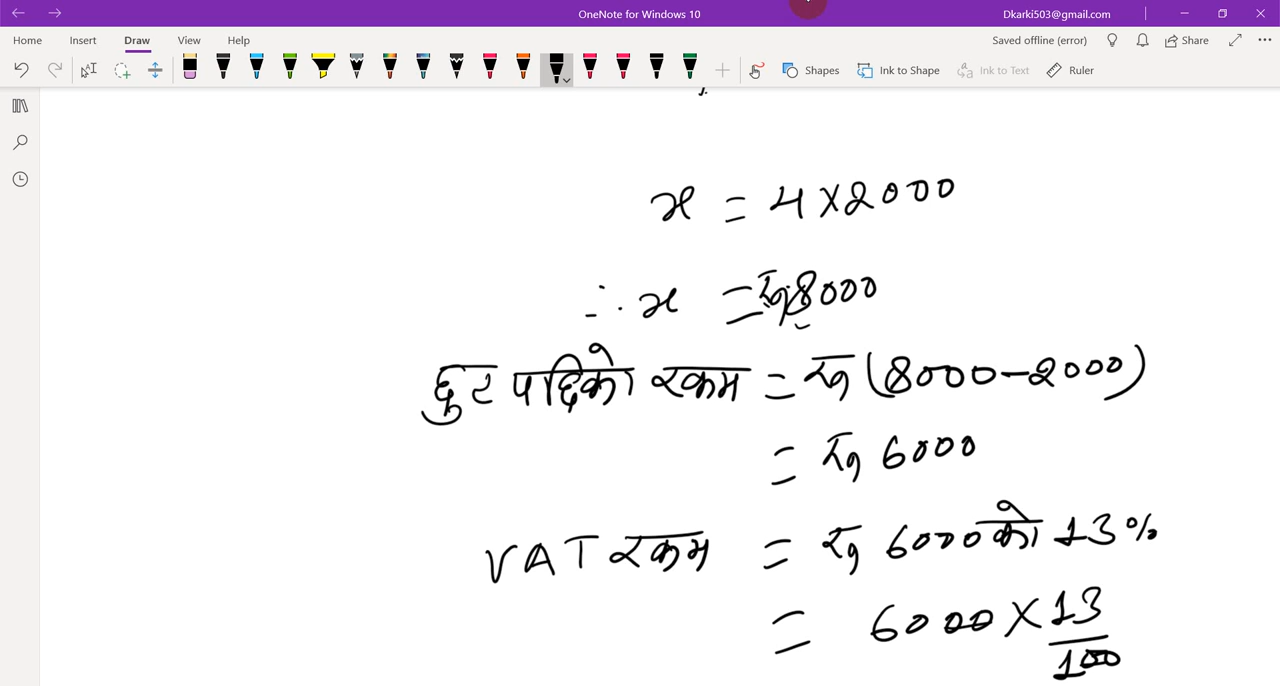 OneNote for Windows 10
Dkarki503@gmail.com
Home Insert Draw View Help
Saved offline (error)
Share
Shapes
Ink to Shape
Ink to Text
Ruler
x = 4 × 2000
∴ x = रु 8000
छुट पछिको रकम = रु (8000 - 2000)
= रु 6000
VAT रकम = रु 6000 को 13%
= 6000 × 13/100